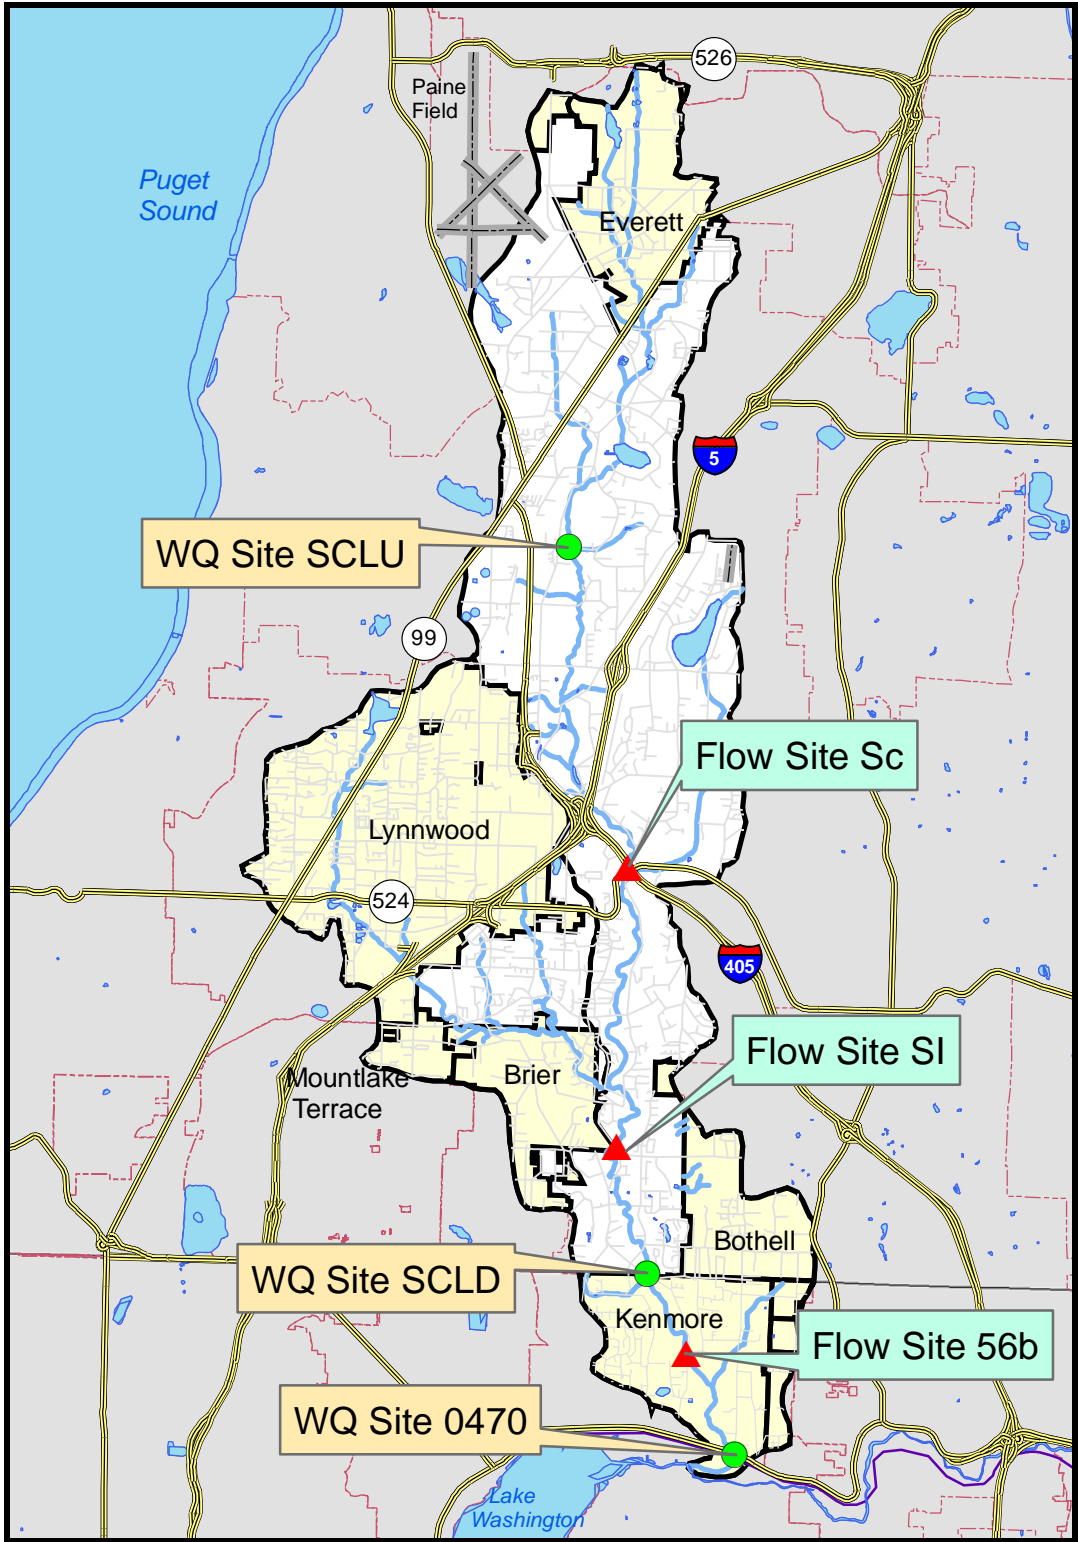 526
Paine
Field
Puget
Sound
Everett
5
WQ Site SCLU
99
Flow Site Sc
Lynnwood
524
405
Flow Site SI
Brier
Mountlake
Terrace
Bothell
WQ Site SCLD
Kenmore
Flow Site 56b
WQ Site 0470
Lake
Washington